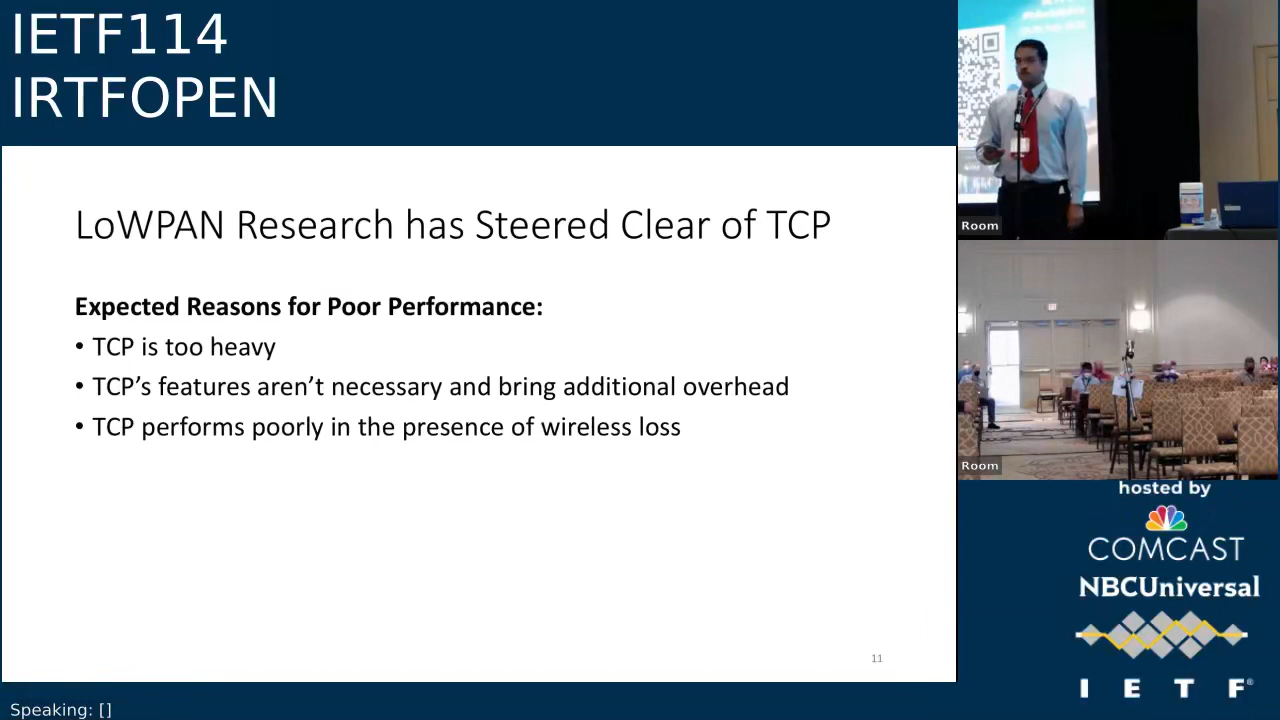 IETF114
IRTFOPEN
LoWPAN Research has Steered Clear of TCP
Expected Reasons for Poor Performance:
• TCP is too heavy
• TCP’s features aren’t necessary and bring additional overhead
• TCP performs poorly in the presence of wireless loss
11
Speaking: []
Room
Room
hosted by
COMCAST
NBCUniversal
I E T F®